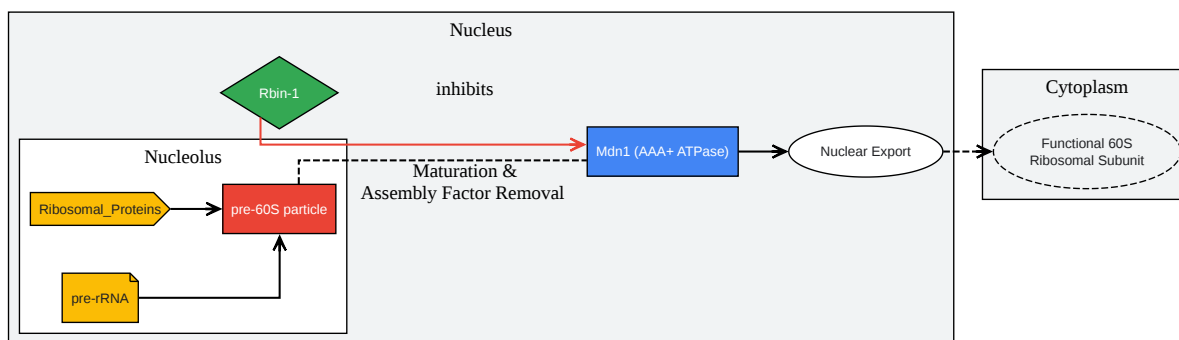 Nucleus
Rbin-1
inhibits
Cytoplasm
Functional 60S
Ribosomal Subunit
Mdn1 (AAA+ ATPase)
Nuclear Export
Nucleolus
Maturation &
Assembly Factor Removal
Ribosomal_Proteins
pre-60S particle
pre-rRNA